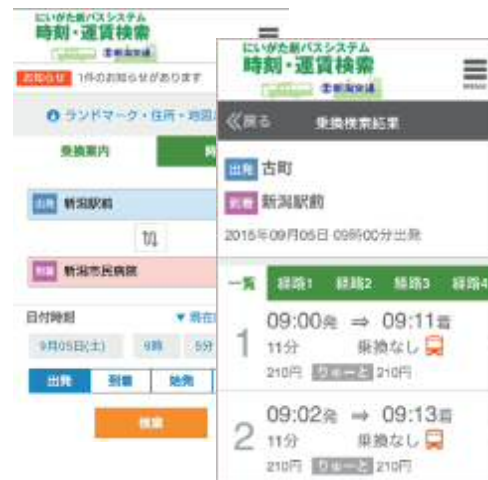 にいがた新バスシステム
時刻・運賃検索
新潟交通
お知らせ 1件のお知らせがあります
ランドマーク・住所・地図
乗換案内
出発 新潟駅前
到着 新潟市民病院
日付時刻 ▼現在
9月05日(土) 9時 5分
出発 到着 始発
検索
にいがた新バスシステム
時刻・運賃検索
新潟交通
MENU
≪戻る 乗換検索結果
出発 古町
到着 新潟駅前
2015年09月05日 09時00分出発
一覧 経路1 経路2 経路3 経路4
1 09:00発 ⇒ 09:11着
11分 乗換なし
210円 りゅーと 210円
2 09:02発 ⇒ 09:13着
11分 乗換なし
210円 りゅーと 210円